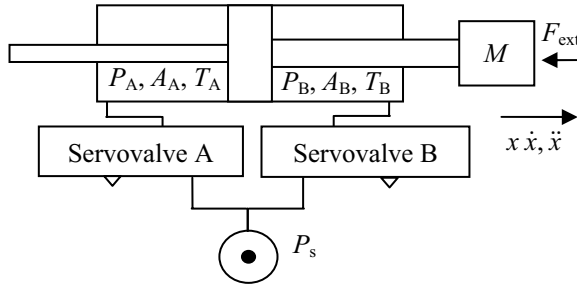 P_A, A_A, T_A
P_B, A_B, T_B
M
F_ext
Servovalve A
Servovalve B
x ẋ, ẍ
P_s